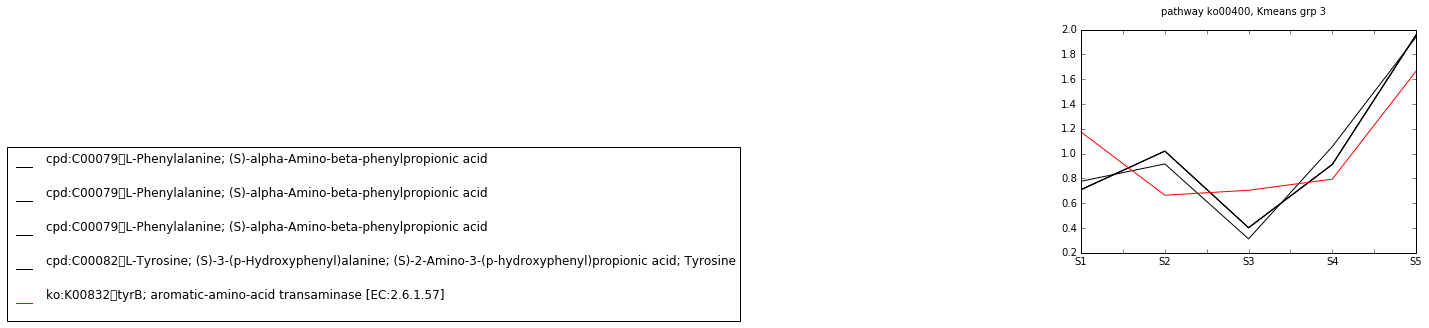 pathway ko00400, Kmeans grp 3
2.0
1.8
1.6
1.4
1.2
1.0
0.8
0.6
0.4
0.2
S1 S2 S3 S4 S5
cpd:C00079▯L-Phenylalanine; (S)-alpha-Amino-beta-phenylpropionic acid
cpd:C00079▯L-Phenylalanine; (S)-alpha-Amino-beta-phenylpropionic acid
cpd:C00079▯L-Phenylalanine; (S)-alpha-Amino-beta-phenylpropionic acid
cpd:C00082▯L-Tyrosine; (S)-3-(p-Hydroxyphenyl)alanine; (S)-2-Amino-3-(p-hydroxyphenyl)propionic acid; Tyrosine
ko:K00832▯tyrB; aromatic-amino-acid transaminase [EC:2.6.1.57]